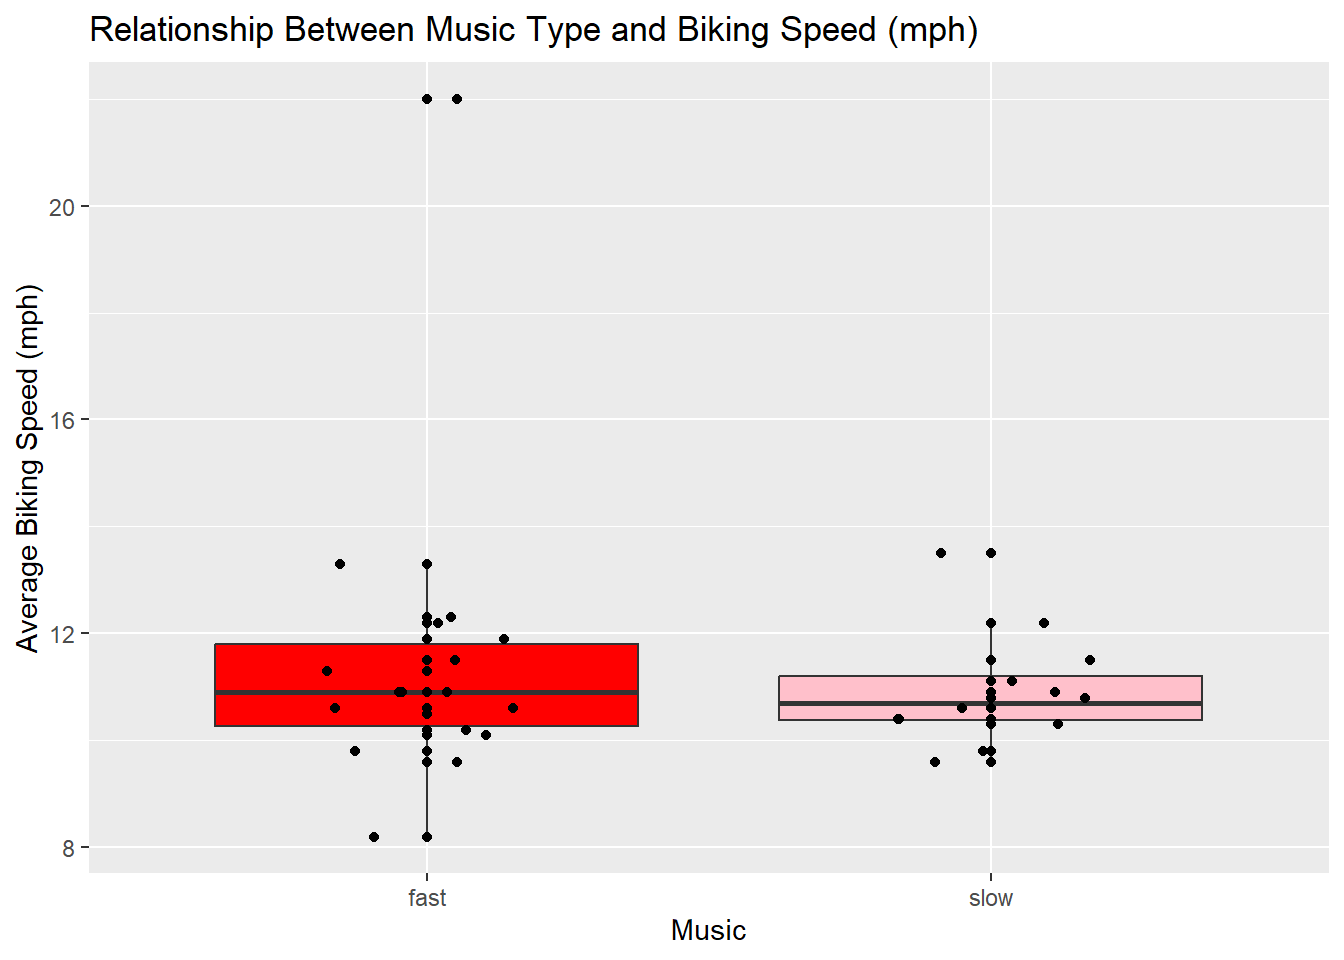 Relationship Between Music Type and Biking Speed (mph)
Average Biking Speed (mph)
20
16
12
8
fast
slow
Music